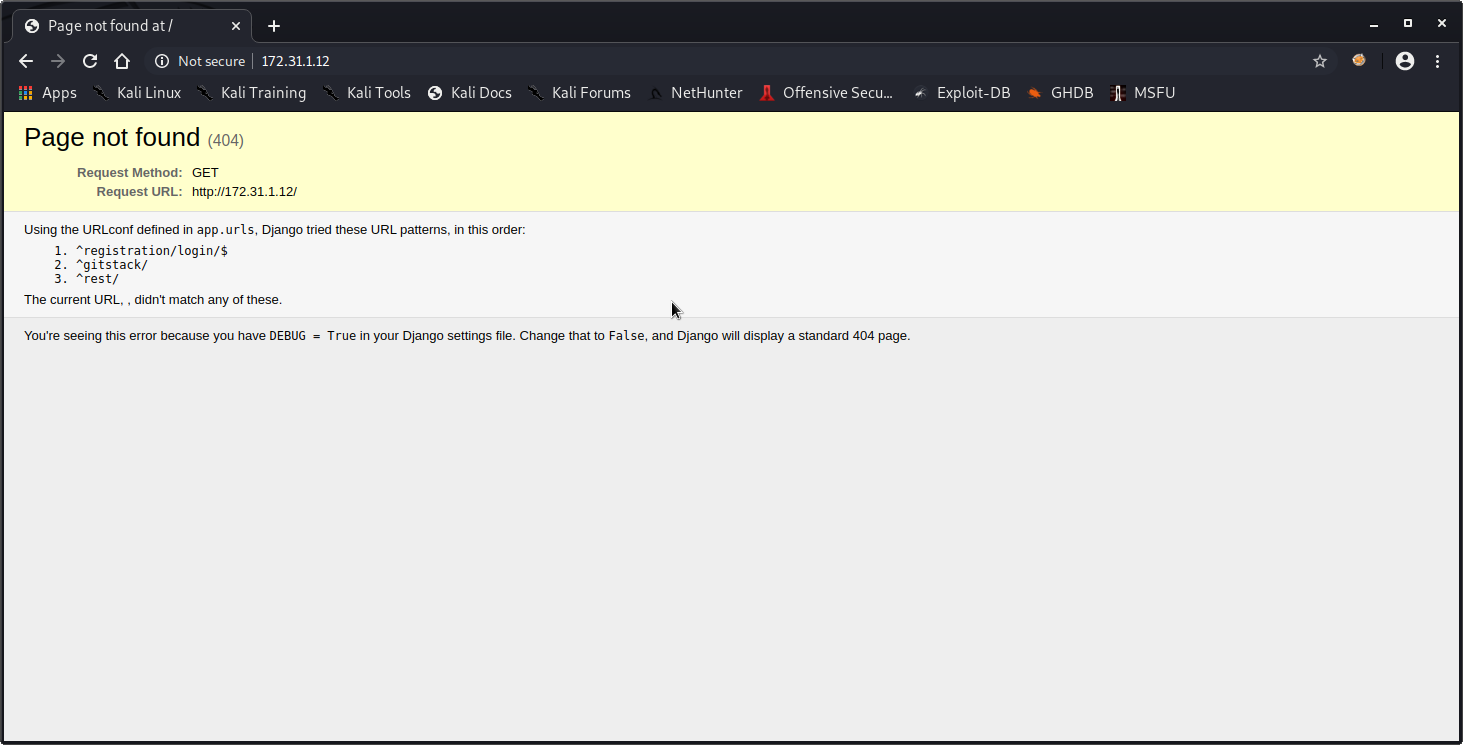 Page not found at /
Not secure 172.31.1.12
Apps Kali Linux Kali Training Kali Tools Kali Docs Kali Forums NetHunter Offensive Secu... Exploit-DB GHDB MSFU
Page not found (404)
Request Method: GET
Request URL: http://172.31.1.12/
Using the URLconf defined in app.urls, Django tried these URL patterns, in this order:
1. ^registration/login/$
2. ^gitstack/
3. ^rest/
The current URL, , didn't match any of these.
You're seeing this error because you have DEBUG = True in your Django settings file. Change that to False, and Django will display a standard 404 page.